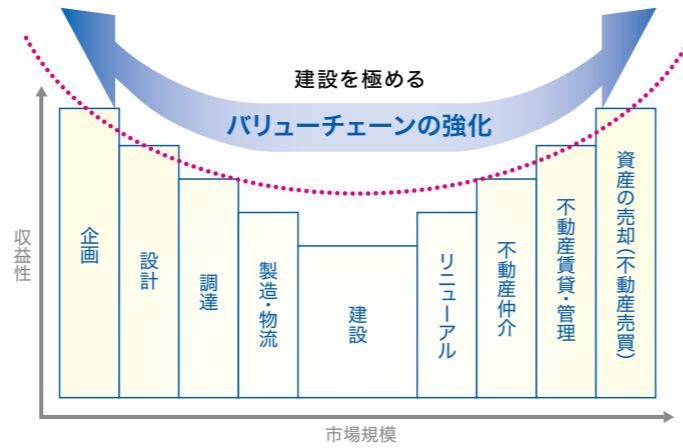 建設を極める
バリューチェーンの強化
収益性
企画
設計
調達
製造・物流
建設
リニューアル
不動産仲介
不動産賃貸・管理
資産の売却(不動産売買)
市場規模